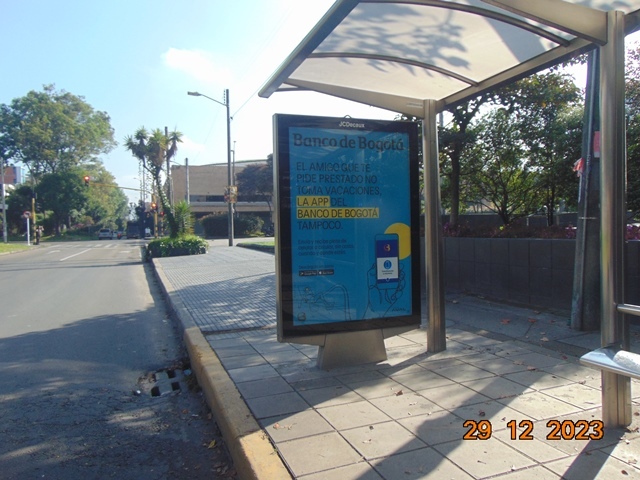 JCDecaux
Banco de Bogotá
EL AMIGO QUE TE
PIDE PRESTADO NO
TOMA VACACIONES,
LA APP DEL
BANCO DE BOGOTÁ
TAMPOCO
29 12 2023